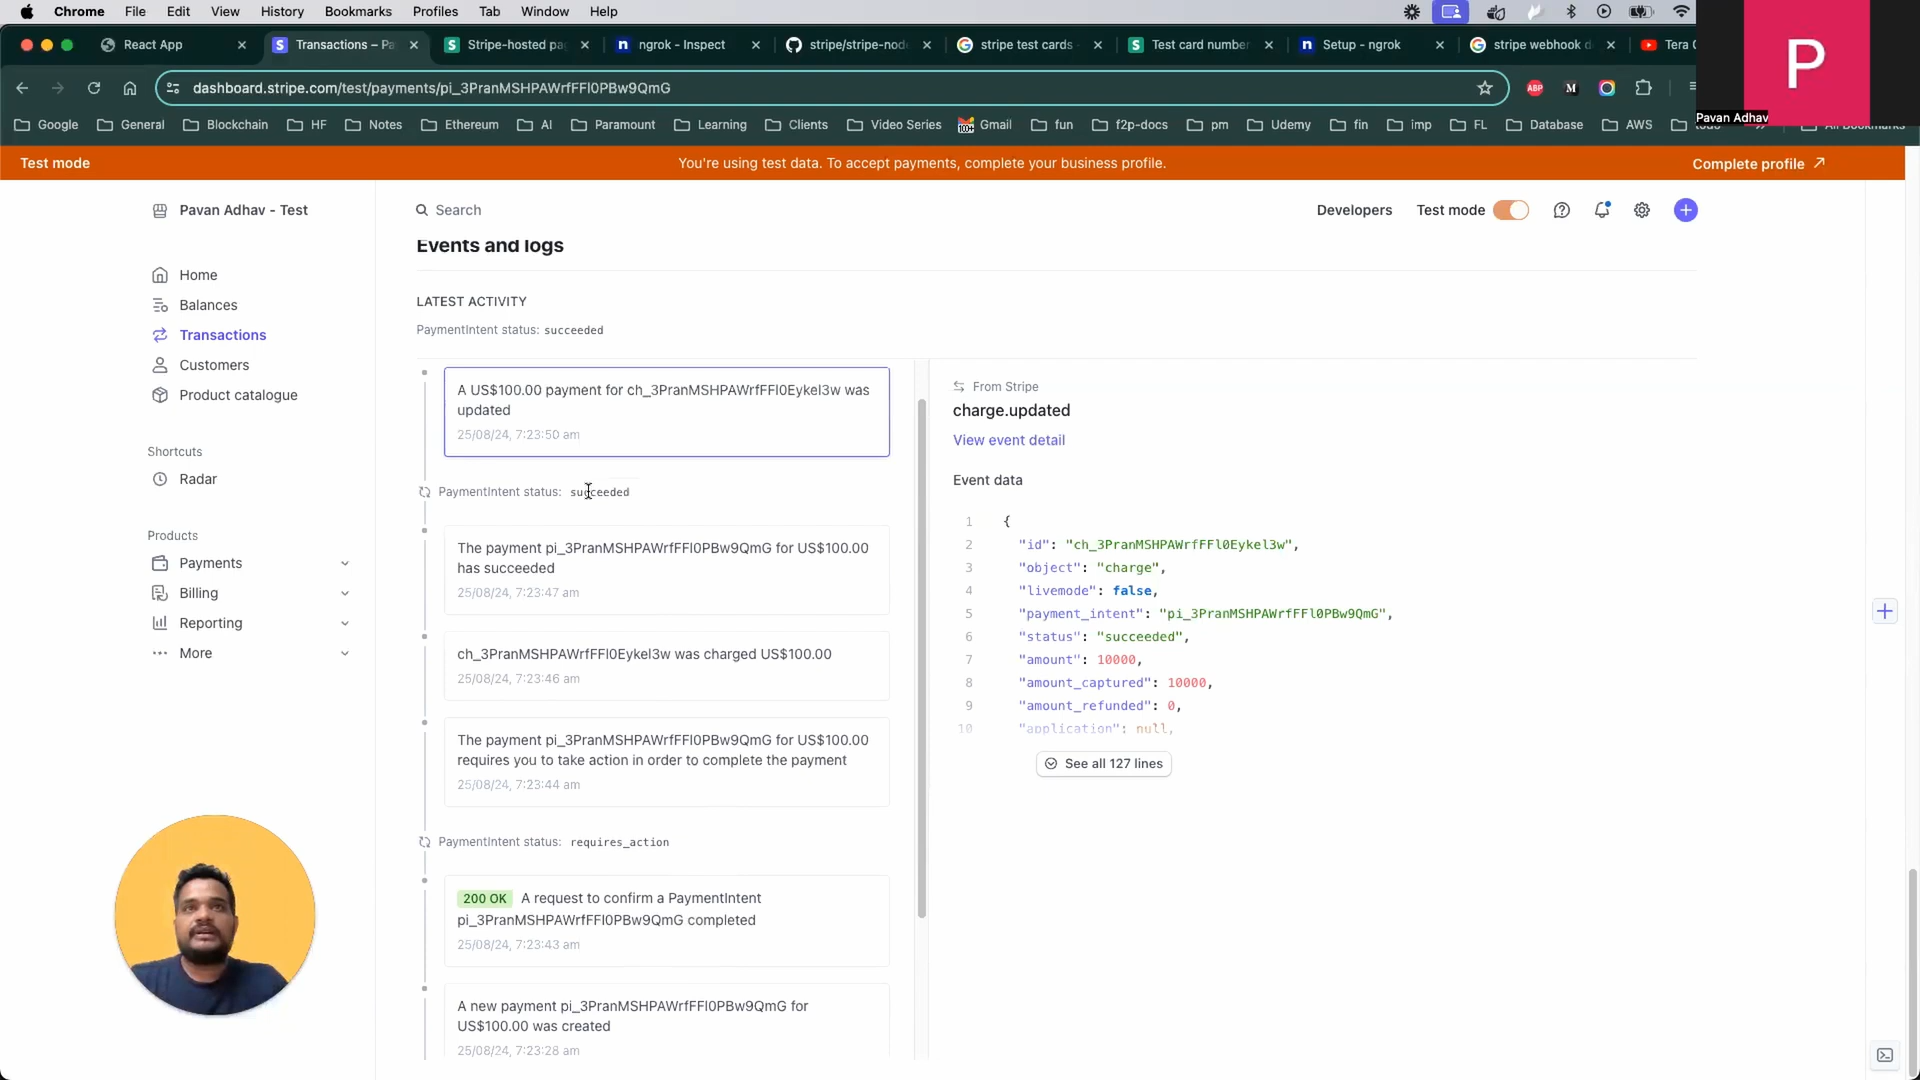 Chrome File Edit View History Bookmarks Profiles Tab Window Help
React App
Transactions – Pa
Stripe-hosted pa
ngrok - Inspect
stripe/stripe-nod
stripe test cards
Test card number
Setup - ngrok
stripe webhook d
Tera
dashboard.stripe.com/test/payments/pi_3PranMSHPAWrfFFl0PBw9QmG
ABP
M
P
Pavan Adhav
Google General Blockchain HF Notes Ethereum AI Paramount Learning Clients Video Series Gmail fun f2p-docs pm Udemy fin imp FL Database AWS
All Bookmarks
Test mode
You're using test data. To accept payments, complete your business profile.
Complete profile
Pavan Adhav - Test
Search
Developers
Test mode
Home
Balances
Transactions
Customers
Product catalogue
Shortcuts
Radar
Products
Payments
Billing
Reporting
More
Events and logs
LATEST ACTIVITY
PaymentIntent status: succeeded
A US$100.00 payment for ch_3PranMSHPAWrfFFl0Eykel3w was
updated
25/08/24, 7:23:50 am
PaymentIntent status: succeeded
The payment pi_3PranMSHPAWrfFFl0PBw9QmG for US$100.00
has succeeded
25/08/24, 7:23:47 am
ch_3PranMSHPAWrfFFl0Eykel3w was charged US$100.00
25/08/24, 7:23:46 am
The payment pi_3PranMSHPAWrfFFl0PBw9QmG for US$100.00
requires you to take action in order to complete the payment
25/08/24, 7:23:44 am
PaymentIntent status: requires_action
200 OK A request to confirm a PaymentIntent
pi_3PranMSHPAWrfFFl0PBw9QmG completed
25/08/24, 7:23:43 am
A new payment pi_3PranMSHPAWrfFFl0PBw9QmG for
US$100.00 was created
25/08/24, 7:23:28 am
From Stripe
charge.updated
View event detail
Event data
1 {
2 "id": "ch_3PranMSHPAWrfFFl0Eykel3w",
3 "object": "charge",
4 "livemode": false,
5 "payment_intent": "pi_3PranMSHPAWrfFFl0PBw9QmG",
6 "status": "succeeded",
7 "amount": 10000,
8 "amount_captured": 10000,
9 "amount_refunded": 0,
10 "application": null,
See all 127 lines